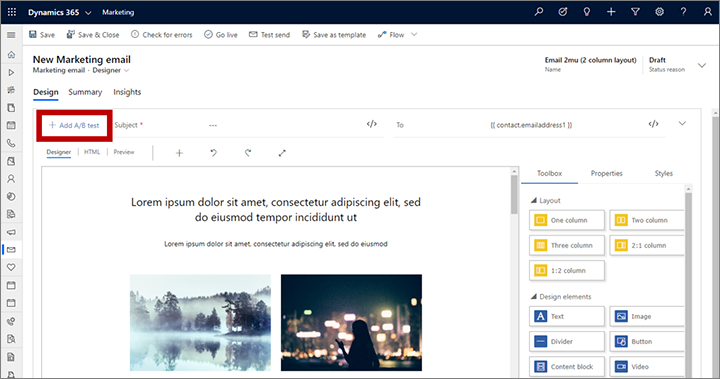 Dynamics 365 Marketing
Save Save & Close Check for errors Go live Test send Save as template Flow
New Marketing email
Marketing email · Designer
Email 2mu (2 column layout)
Name
Draft
Status reason
Design Summary Insights
+ Add A/B test Subject * --- </> To {{ contact.emailaddress1 }} </>
Designer HTML Preview
Toolbox Properties Styles
Lorem ipsum dolor sit amet, consectetur adipiscing elit, sed
do eiusmod tempor incididunt ut
Lorem ipsum dolor sit amet, consectetur adipiscing elit, sed do eiusmod
Layout
One column Two column
Three column 2:1 column
1:2 column
Design elements
A Text Image
Divider Button
Content block Video